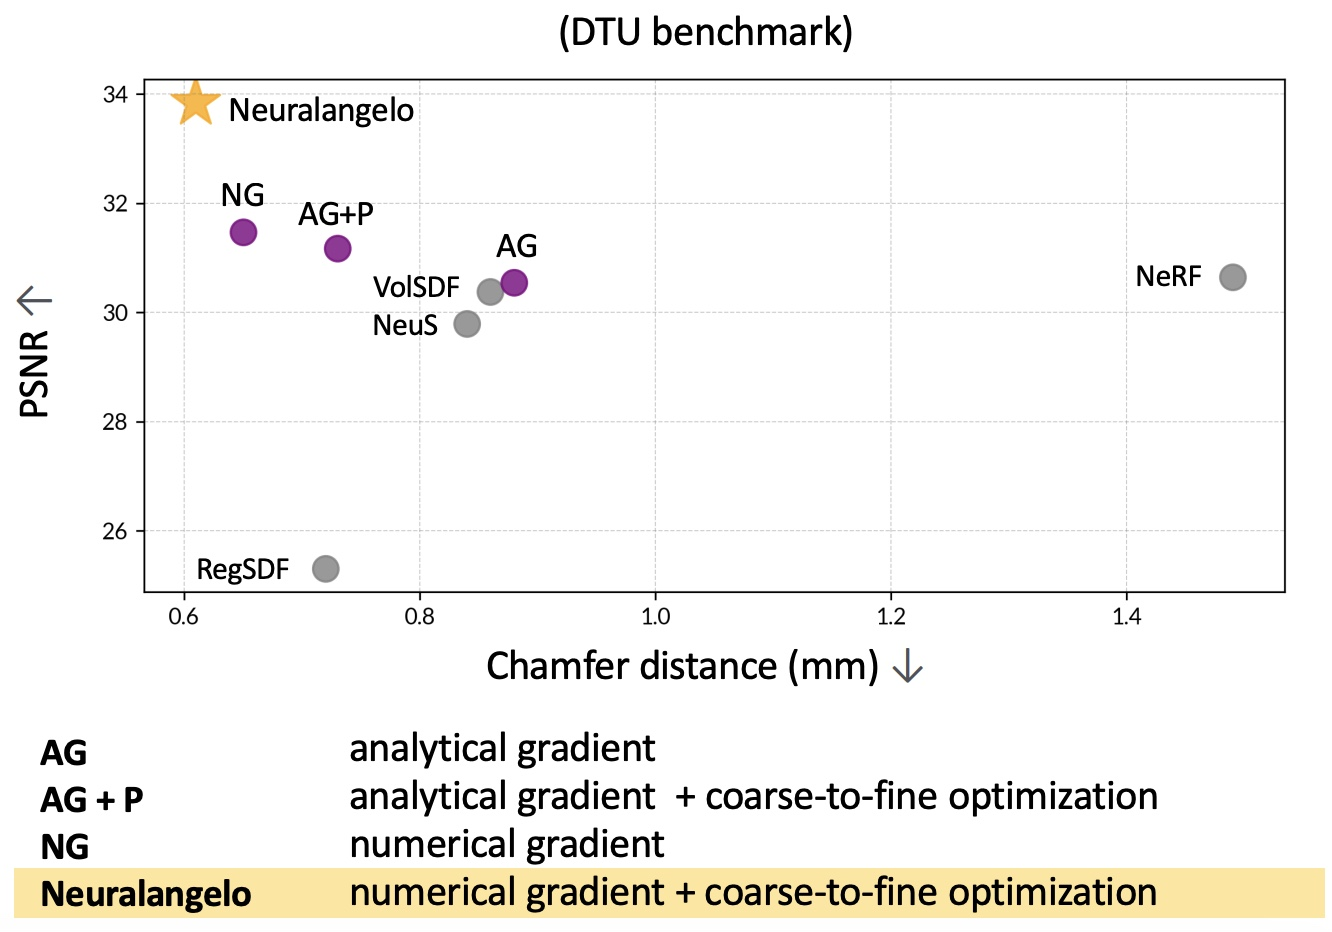 (DTU benchmark)
34
Neuralangelo
NG
32
AG+P
AG
VolSDF
NeRF
30
NeuS
PSNR ↑
28
26
RegSDF
0.6 0.8 1.0 1.2 1.4
Chamfer distance (mm) ↓
AG analytical gradient
AG + P analytical gradient + coarse-to-fine optimization
NG numerical gradient
Neuralangelo numerical gradient + coarse-to-fine optimization